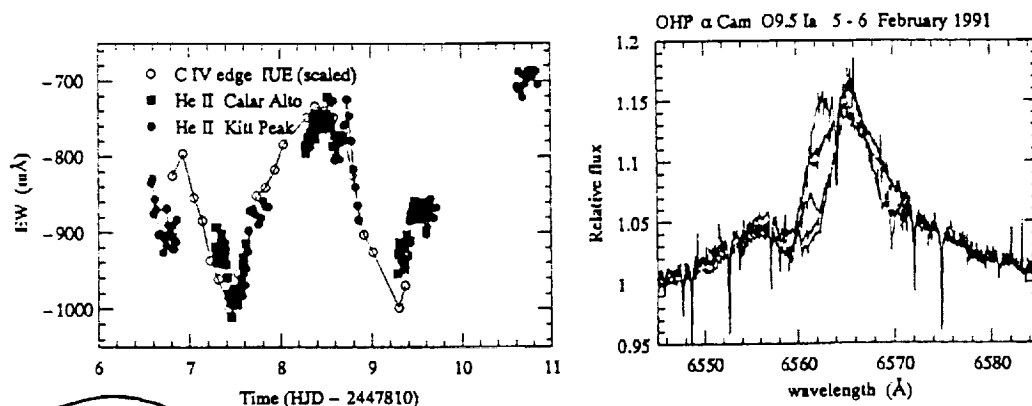 OHP α Cam O9.5 Ia 5 - 6 February 1991
-700
-800
-900
-1000
EW (mÅ)
C IV edge IUE (scaled)
He II Calar Alto
He II Kitt Peak
6 7 8 9 10 11
Time (HJD - 2447810)
1.2
1.15
1.1
1.05
1
0.95
Relative flux
6550 6560 6570 6580
wavelength (Å)